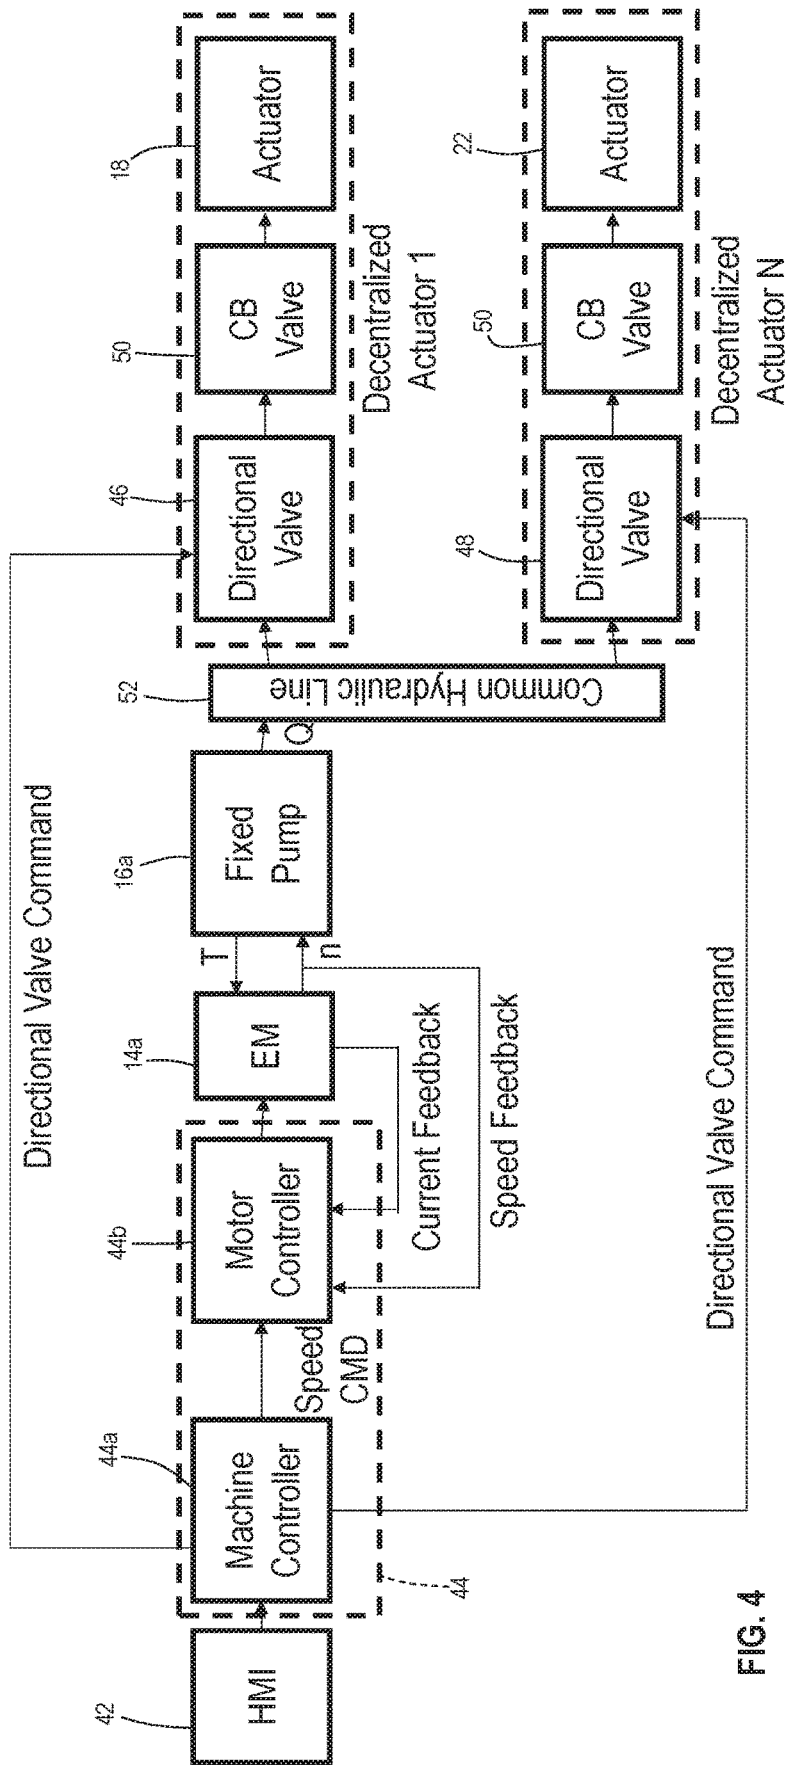 Directional Valve Command
42
HMI
44
44a
Machine
Controller
Speed
CMD
44b
Motor
Controller
14a
EM
T
n
Current Feedback
Speed Feedback
16a
Fixed
Pump
Q
52
Common Hydraulic Line
46
Directional
Valve
50
CB
Valve
18
Actuator
Decentralized
Actuator 1
48
Directional
Valve
50
CB
Valve
22
Actuator
Decentralized
Actuator N
Directional Valve Command
FIG. 4